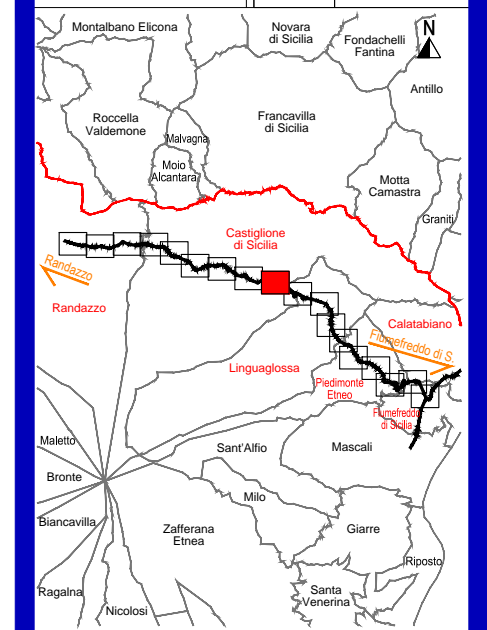 Montalbano Elicona
Novara
di Sicilia
N
Fondachelli
Fantina
Antillo
Roccella
Valdemone
Francavilla
di Sicilia
Malvagna
Moio
Alcantara
Motta
Camastra
Graniti
Castiglione
di Sicilia
Randazzo
Randazzo
Calatabiano
Fiumefreddo di S.
Linguaglossa
Piedimonte
Etneo
Fiumefreddo
di Sicilia
Maletto
Sant'Alfio
Mascali
Bronte
Milo
Biancavilla
Zafferana
Etnea
Giarre
Riposto
Ragalna
Santa
Venerina
Nicolosi